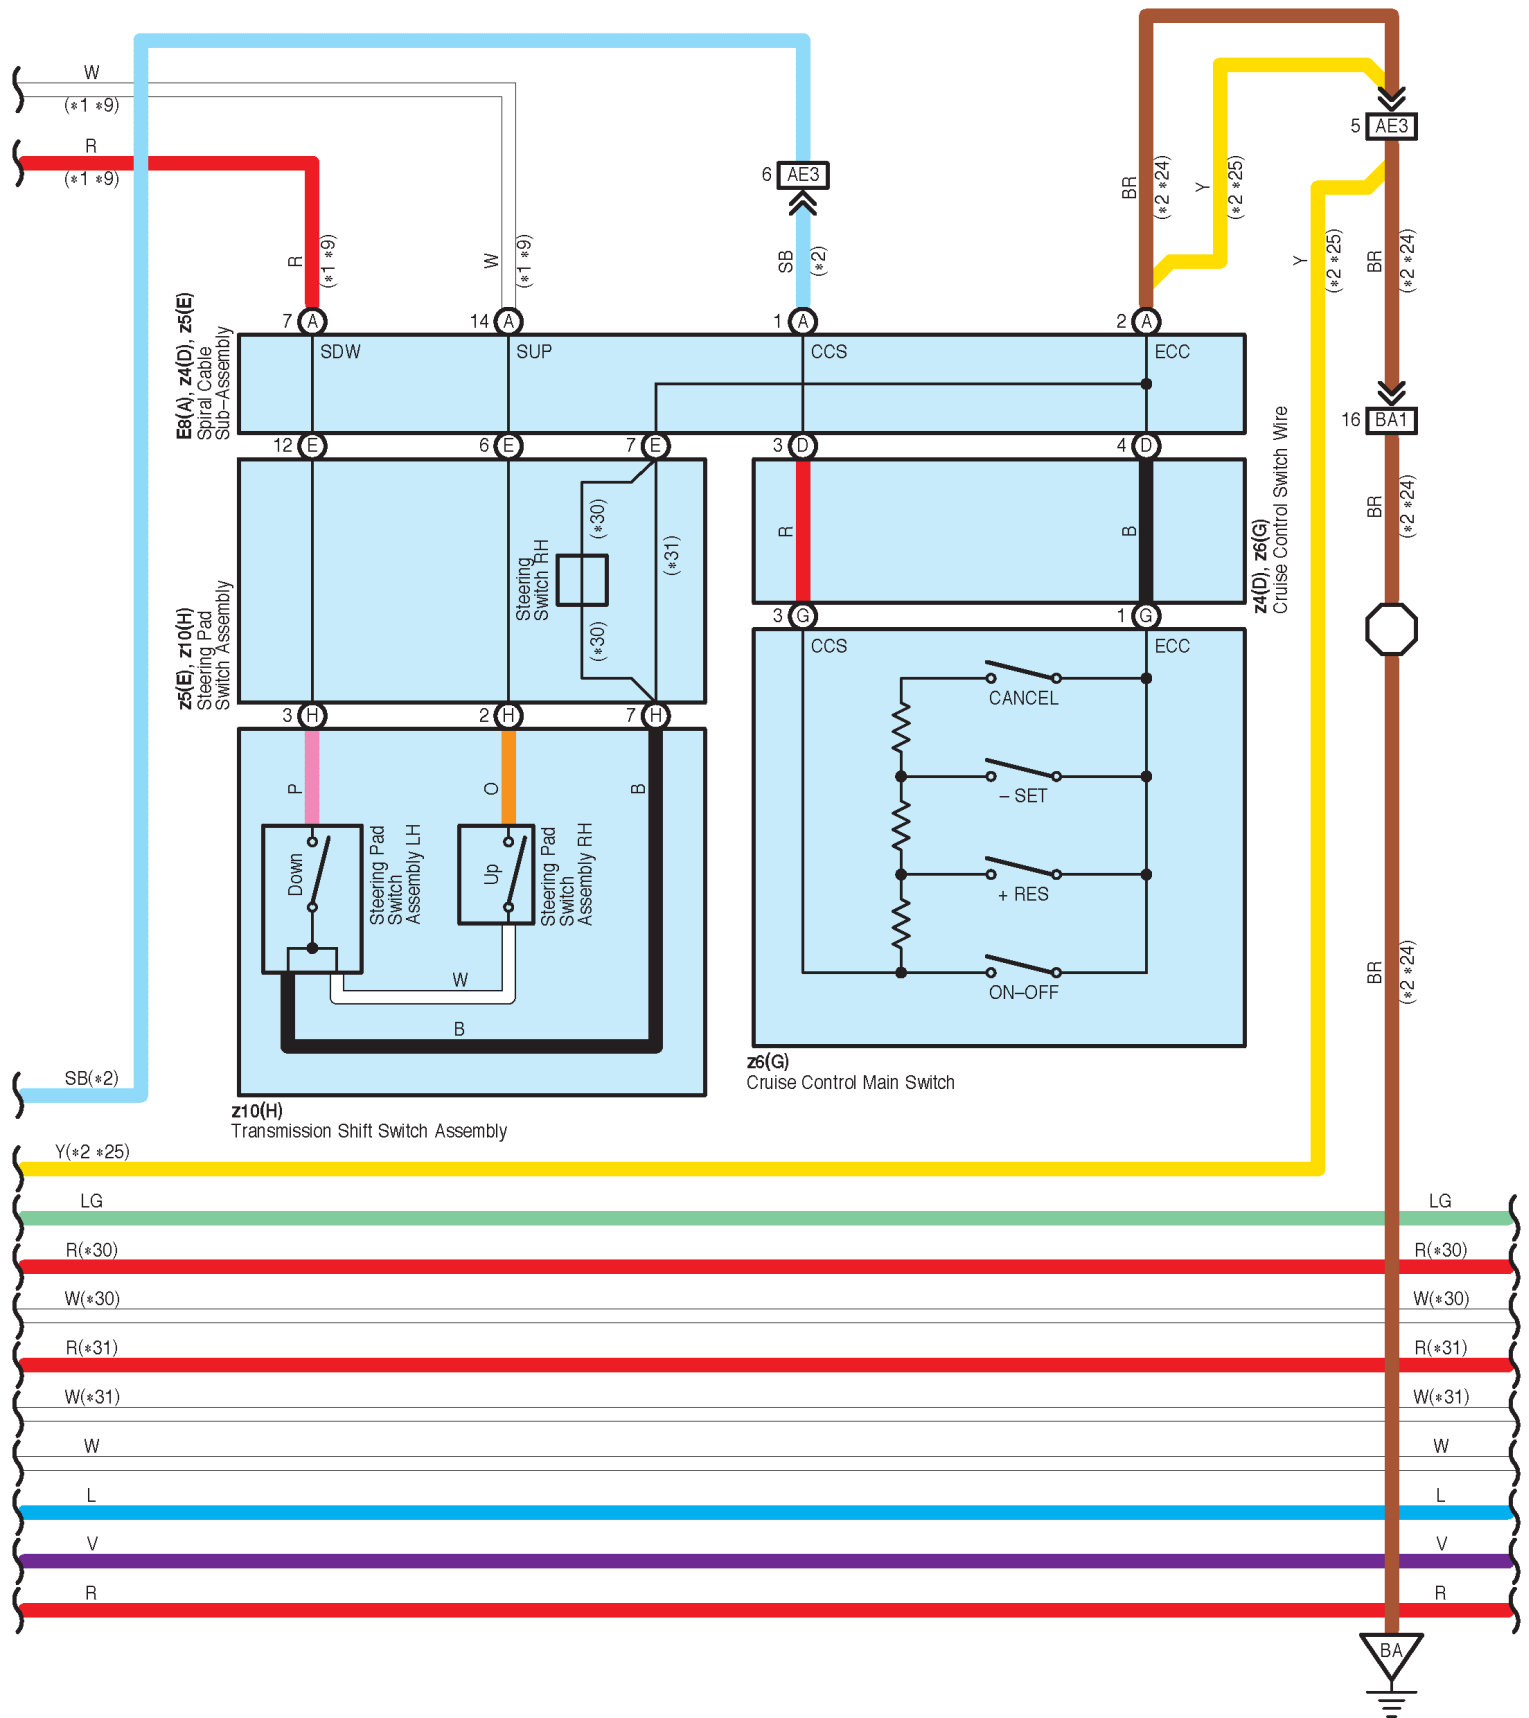 W
(*1 *9)
R
(*1 *9)
R
(*1 *9)
W
(*1 *9)
6 AE3
SB
(*2)
BR
(*2 *24)
Y
(*2 *25)
5 AE3
Y
(*2 *25)
BR
(*2 *24)
7 A
14 A
1 A
2 A
SDW
SUP
CCS
ECC
E8(A), z4(D), z5(E)
Spiral Cable
Sub-Assembly
12 E
6 E
7 E
3 D
4 D
16 BA1
BR
(*2 *24)
(*30)
(*31)
Steering
Switch RH
(*30)
R
B
z4(D), z6(G)
Cruise Control Switch Wire
z5(E), z10(H)
Steering Pad
Switch Assembly
3 G
1 G
CCS
ECC
CANCEL
– SET
+ RES
ON–OFF
3 H
2 H
7 H
P
O
B
Down
Steering Pad
Switch
Assembly LH
Up
Steering Pad
Switch
Assembly RH
W
B
BR
(*2 *24)
z6(G)
Cruise Control Main Switch
SB(*2)
z10(H)
Transmission Shift Switch Assembly
Y(*2 *25)
LG LG
R(*30) R(*30)
W(*30) W(*30)
R(*31) R(*31)
W(*31) W(*31)
W W
L L
V V
R R
BA